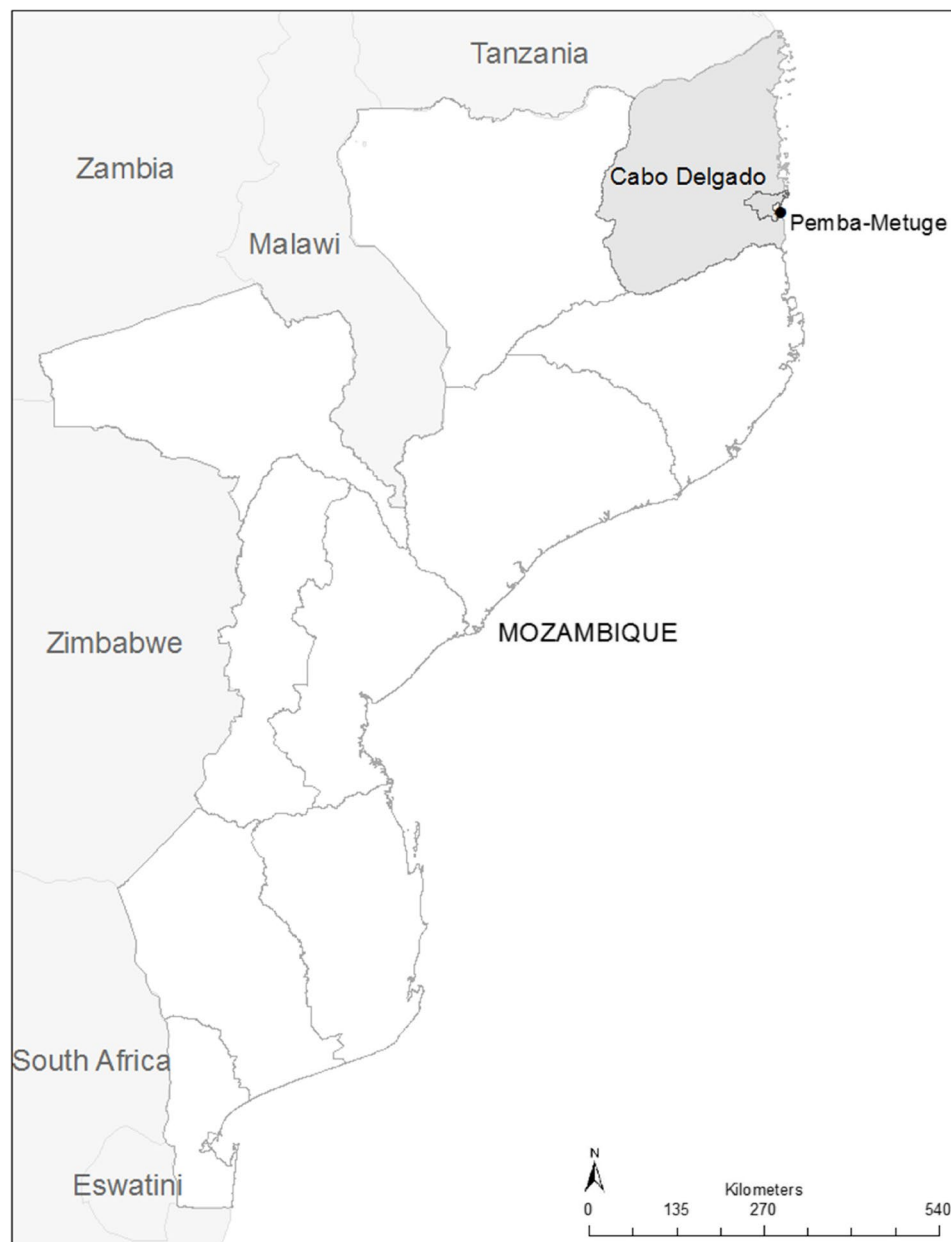 Tanzania
Zambia
Cabo Delgado
Pemba-Metuge
Malawi
Zimbabwe
MOZAMBIQUE
South Africa
Eswatini
N
Kilometers
0 135 270 540